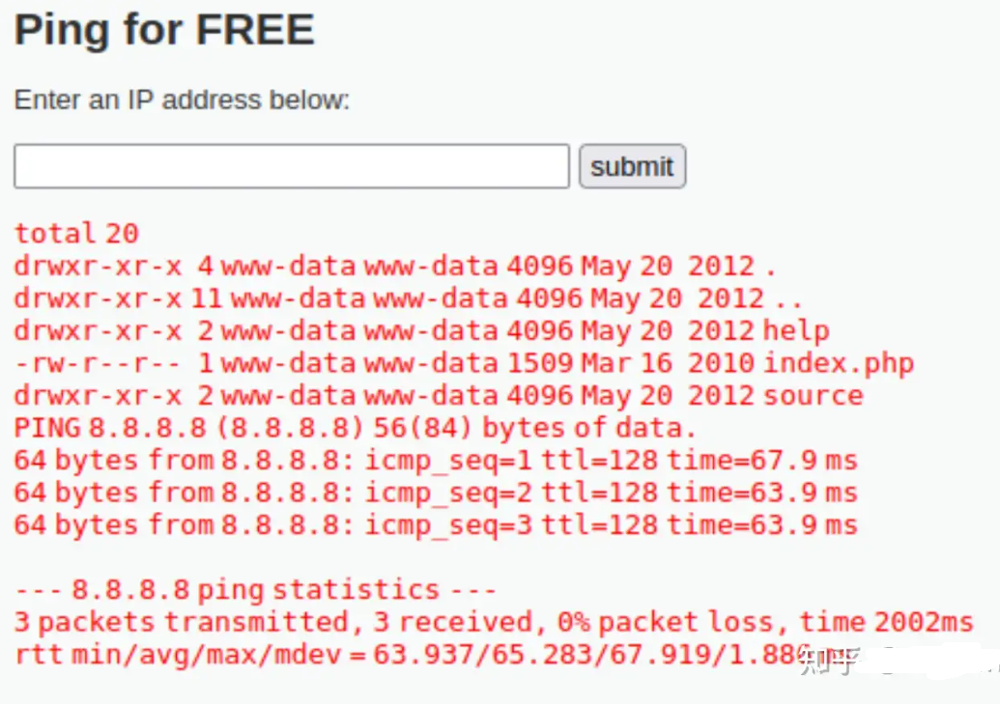 Ping for FREE
Enter an IP address below:
submit
total 20
drwxr-xr-x 4 www-data www-data 4096 May 20 2012 .
drwxr-xr-x 11 www-data www-data 4096 May 20 2012 ..
drwxr-xr-x 2 www-data www-data 4096 May 20 2012 help
-rw-r--r-- 1 www-data www-data 1509 Mar 16 2010 index.php
drwxr-xr-x 2 www-data www-data 4096 May 20 2012 source
PING 8.8.8.8 (8.8.8.8) 56(84) bytes of data.
64 bytes from 8.8.8.8: icmp_seq=1 ttl=128 time=67.9 ms
64 bytes from 8.8.8.8: icmp_seq=2 ttl=128 time=63.9 ms
64 bytes from 8.8.8.8: icmp_seq=3 ttl=128 time=63.9 ms
--- 8.8.8.8 ping statistics ---
3 packets transmitted, 3 received, 0% packet loss, time 2002ms
rtt min/avg/max/mdev = 63.937/65.283/67.919/1.88
知乎